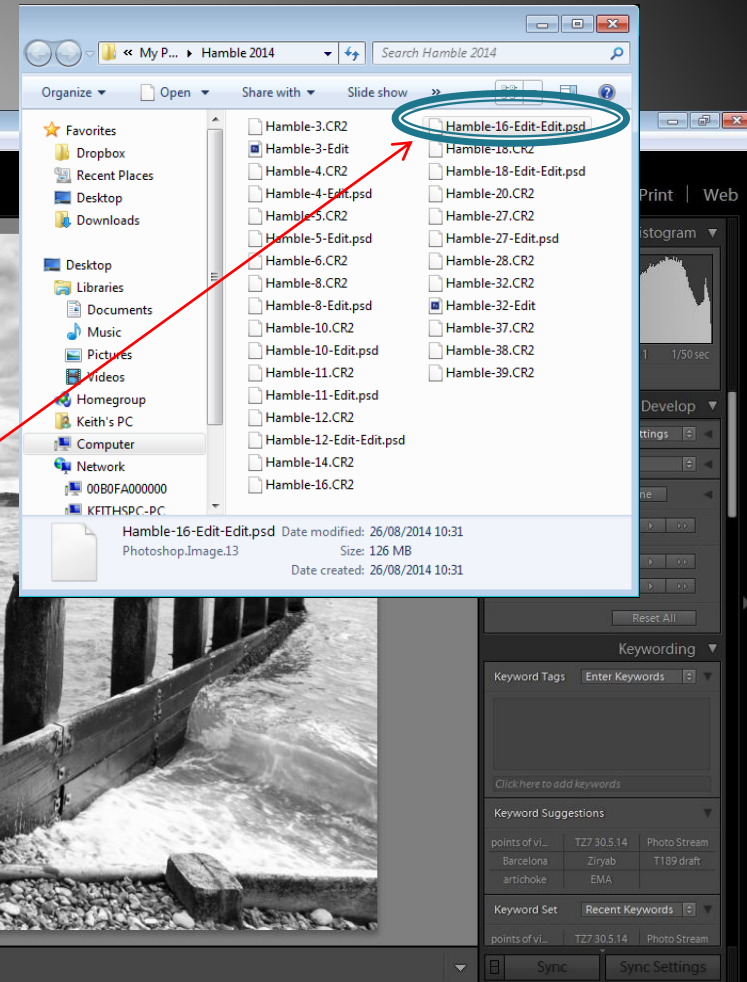 « My P... ▸ Hamble 2014
Search Hamble 2014
Organize
Open
Share with
Slide show
»
Favorites
Dropbox
Recent Places
Desktop
Downloads
Desktop
Libraries
Documents
Music
Pictures
Videos
Homegroup
Keith's PC
Computer
Network
00B0FA000000
KEITHSPC-PC
Hamble-3.CR2
Hamble-3-Edit
Hamble-4.CR2
Hamble-4-Edit.psd
Hamble-5.CR2
Hamble-5-Edit.psd
Hamble-6.CR2
Hamble-8.CR2
Hamble-8-Edit.psd
Hamble-10.CR2
Hamble-10-Edit.psd
Hamble-11.CR2
Hamble-11-Edit.psd
Hamble-12.CR2
Hamble-12-Edit-Edit.psd
Hamble-14.CR2
Hamble-16.CR2
Hamble-16-Edit-Edit.psd
Hamble-18.CR2
Hamble-18-Edit-Edit.psd
Hamble-20.CR2
Hamble-27.CR2
Hamble-27-Edit.psd
Hamble-28.CR2
Hamble-32.CR2
Hamble-32-Edit
Hamble-37.CR2
Hamble-38.CR2
Hamble-39.CR2
Hamble-16-Edit-Edit.psd Date modified: 26/08/2014 10:31
Photoshop.Image.13 Size: 126 MB
Date created: 26/08/2014 10:31
Print | Web
istogram
1 1/50 sec
Develop
ttings
ne
Reset All
Keywording
Keyword Tags Enter Keywords
Click here to add keywords
Keyword Suggestions
points of vi... TZ7 30.5.14 Photo Stream
Barcelona Ziryab T189 draft
artichoke EMA
Keyword Set Recent Keywords
points of vi... TZ7 30.5.14 Photo Stream
Sync Sync Settings